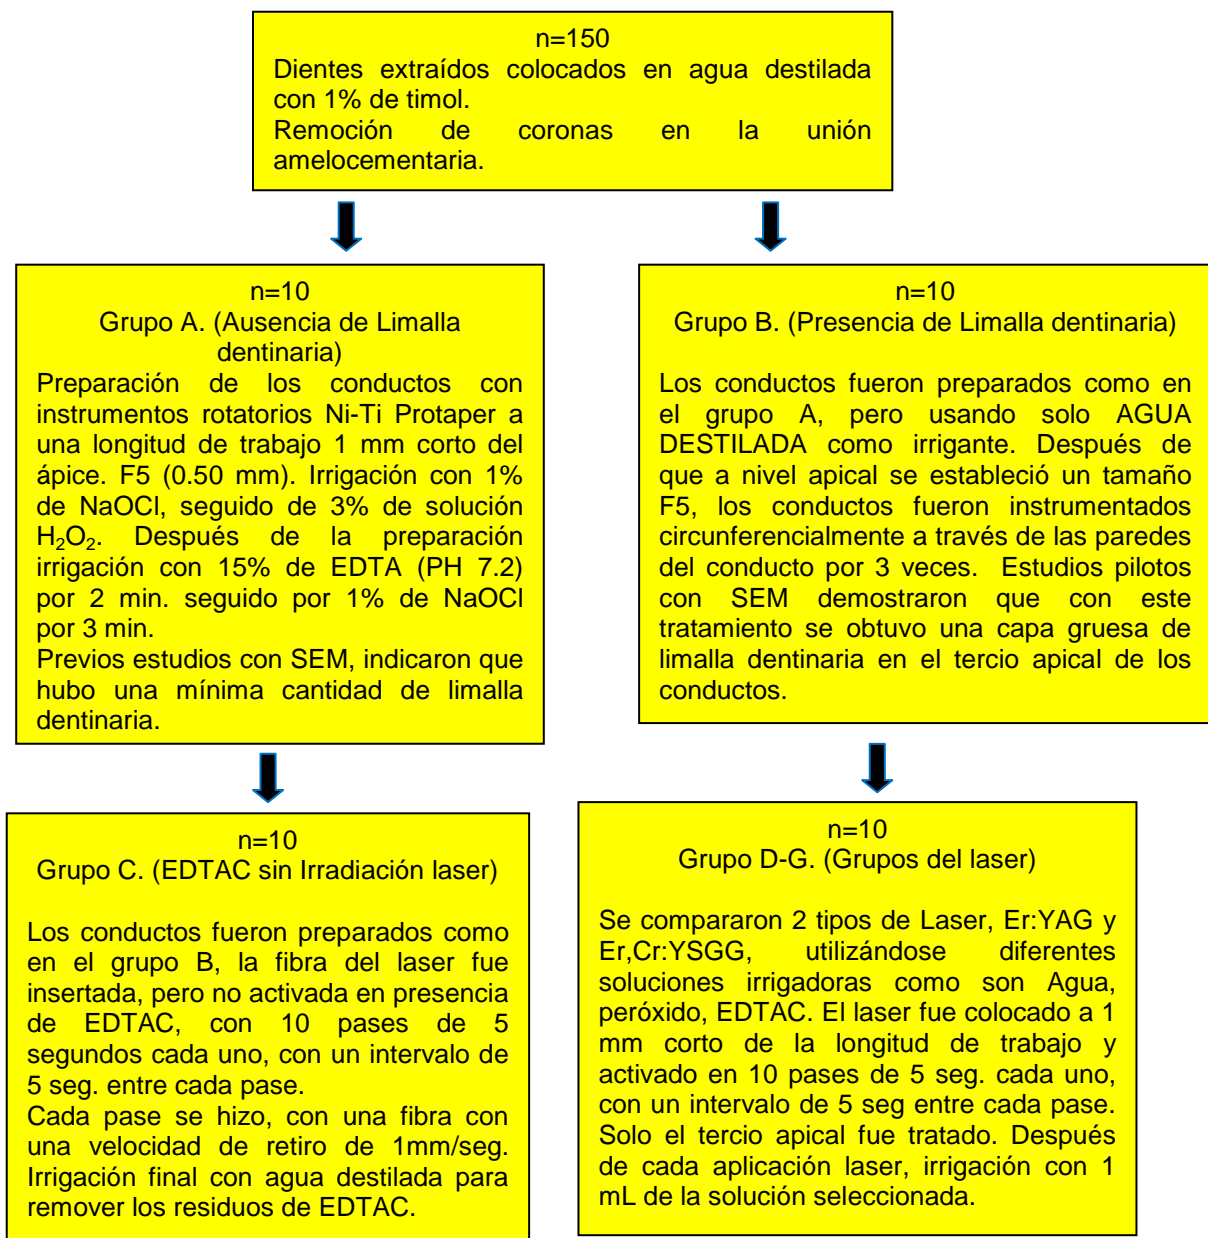 n=150
Dientes extraídos colocados en agua destilada
con 1% de timol.
Remoción de coronas en la unión
amelocementaria.
n=10
Grupo A. (Ausencia de Limalla
dentinaria)
Preparación de los conductos con
instrumentos rotatorios Ni-Ti Protaper a
una longitud de trabajo 1 mm corto del
ápice. F5 (0.50 mm). Irrigación con 1%
de NaOCl, seguido de 3% de solución
H₂O₂. Después de la preparación
irrigación con 15% de EDTA (PH 7.2)
por 2 min. seguido por 1% de NaOCl
por 3 min.
Previos estudios con SEM, indicaron que
hubo una mínima cantidad de limalla
dentinaria.
n=10
Grupo B. (Presencia de Limalla dentinaria)
Los conductos fueron preparados como en
el grupo A, pero usando solo AGUA
DESTILADA como irrigante. Después de
que a nivel apical se estableció un tamaño
F5, los conductos fueron instrumentados
circunferencialmente a través de las paredes
del conducto por 3 veces. Estudios pilotos
con SEM demostraron que con este
tratamiento se obtuvo una capa gruesa de
limalla dentinaria en el tercio apical de los
conductos.
n=10
Grupo C. (EDTAC sin Irradiación laser)
Los conductos fueron preparados como
en el grupo B, la fibra del laser fue
insertada, pero no activada en presencia
de EDTAC, con 10 pases de 5
segundos cada uno, con un intervalo de
5 seg. entre cada pase.
Cada pase se hizo, con una fibra con
una velocidad de retiro de 1mm/seg.
Irrigación final con agua destilada para
remover los residuos de EDTAC.
n=10
Grupo D-G. (Grupos del laser)
Se compararon 2 tipos de Laser, Er:YAG y
Er,Cr:YSGG, utilizándose diferentes
soluciones irrigadoras como son Agua,
peróxido, EDTAC. El laser fue colocado a 1
mm corto de la longitud de trabajo y
activado en 10 pases de 5 seg. cada uno,
con un intervalo de 5 seg entre cada pase.
Solo el tercio apical fue tratado. Después
de cada aplicación laser, irrigación con 1
mL de la solución seleccionada.